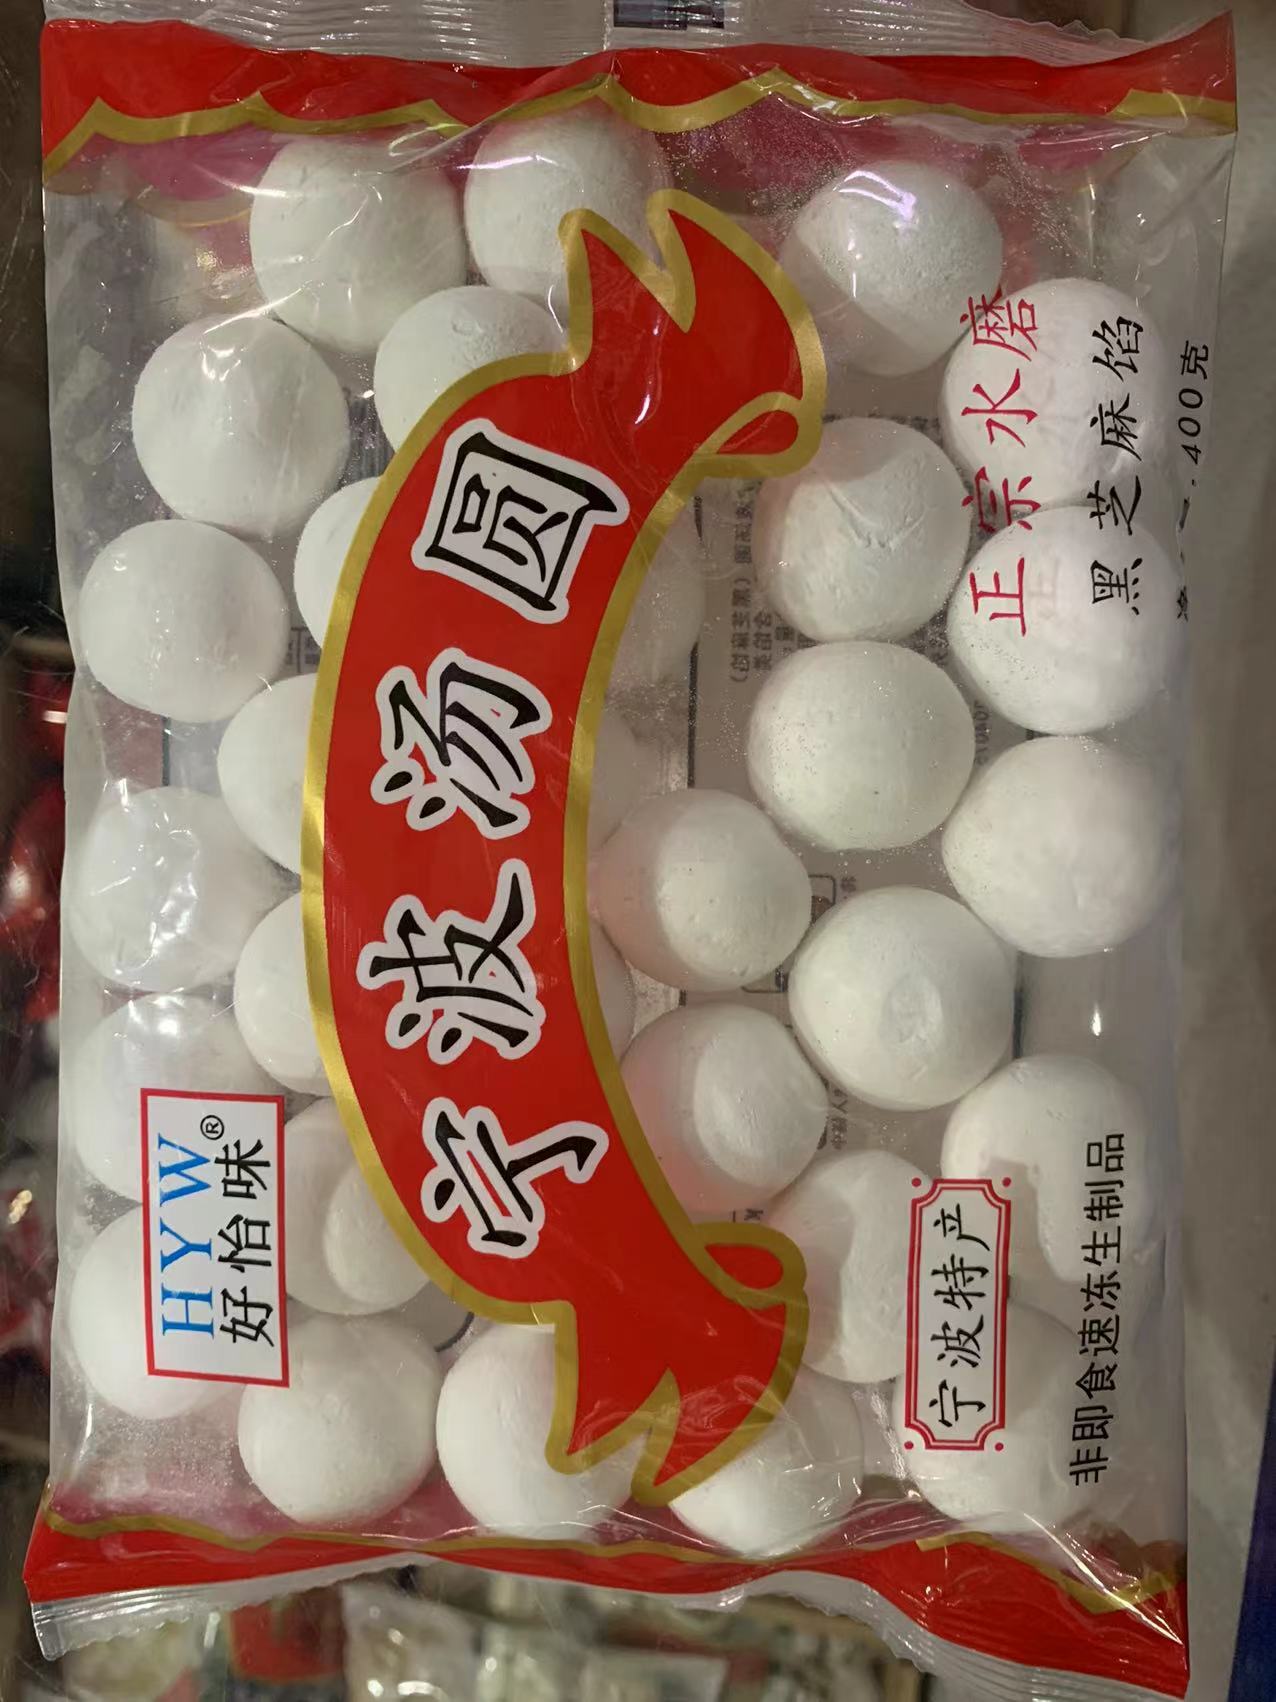 HYW®
好怡味
宁波汤圆
宁波特产
正宗水磨
黑芝麻馅
非即食速冻生制品
400克